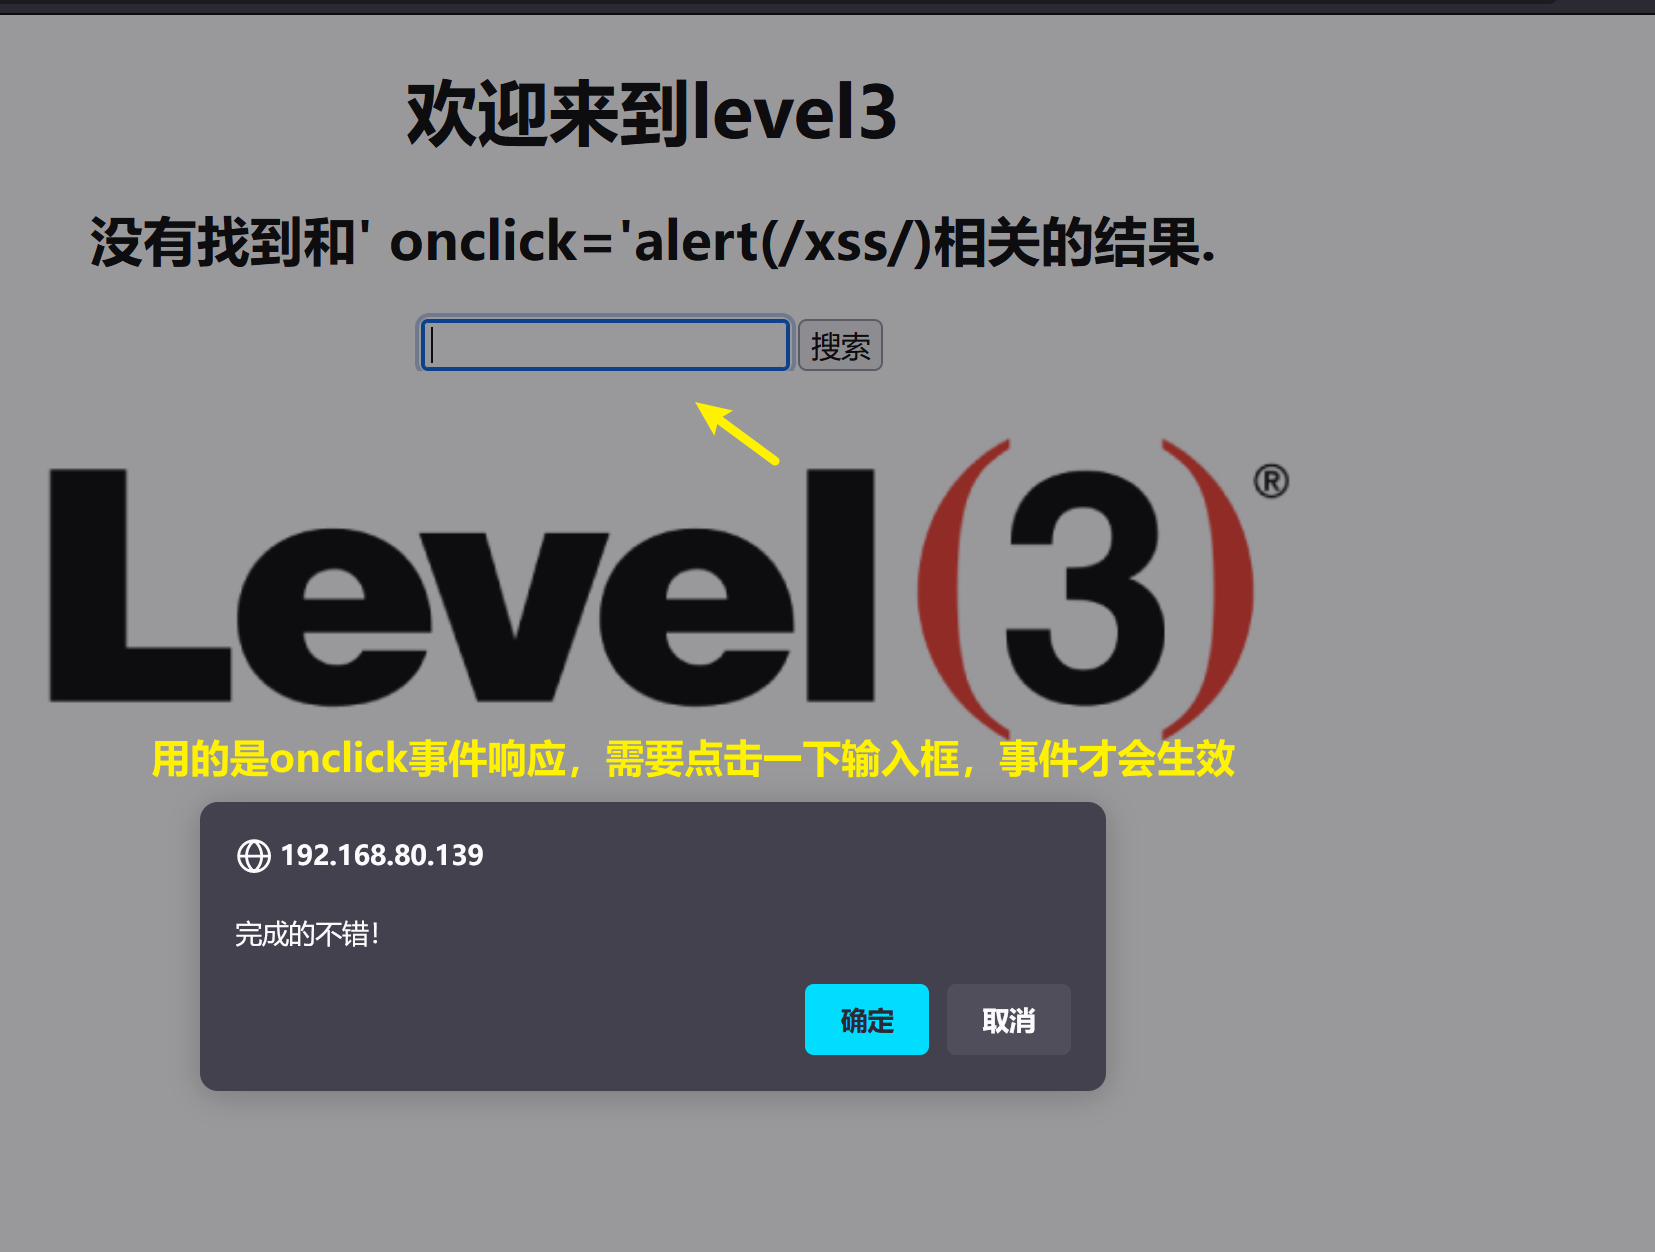 欢迎来到level3
没有找到和' onclick='alert(/xss/)相关的结果.
搜索
Level(3)®
用的是onclick事件响应，需要点击一下输入框，事件才会生效
192.168.80.139
完成的不错！
确定 取消